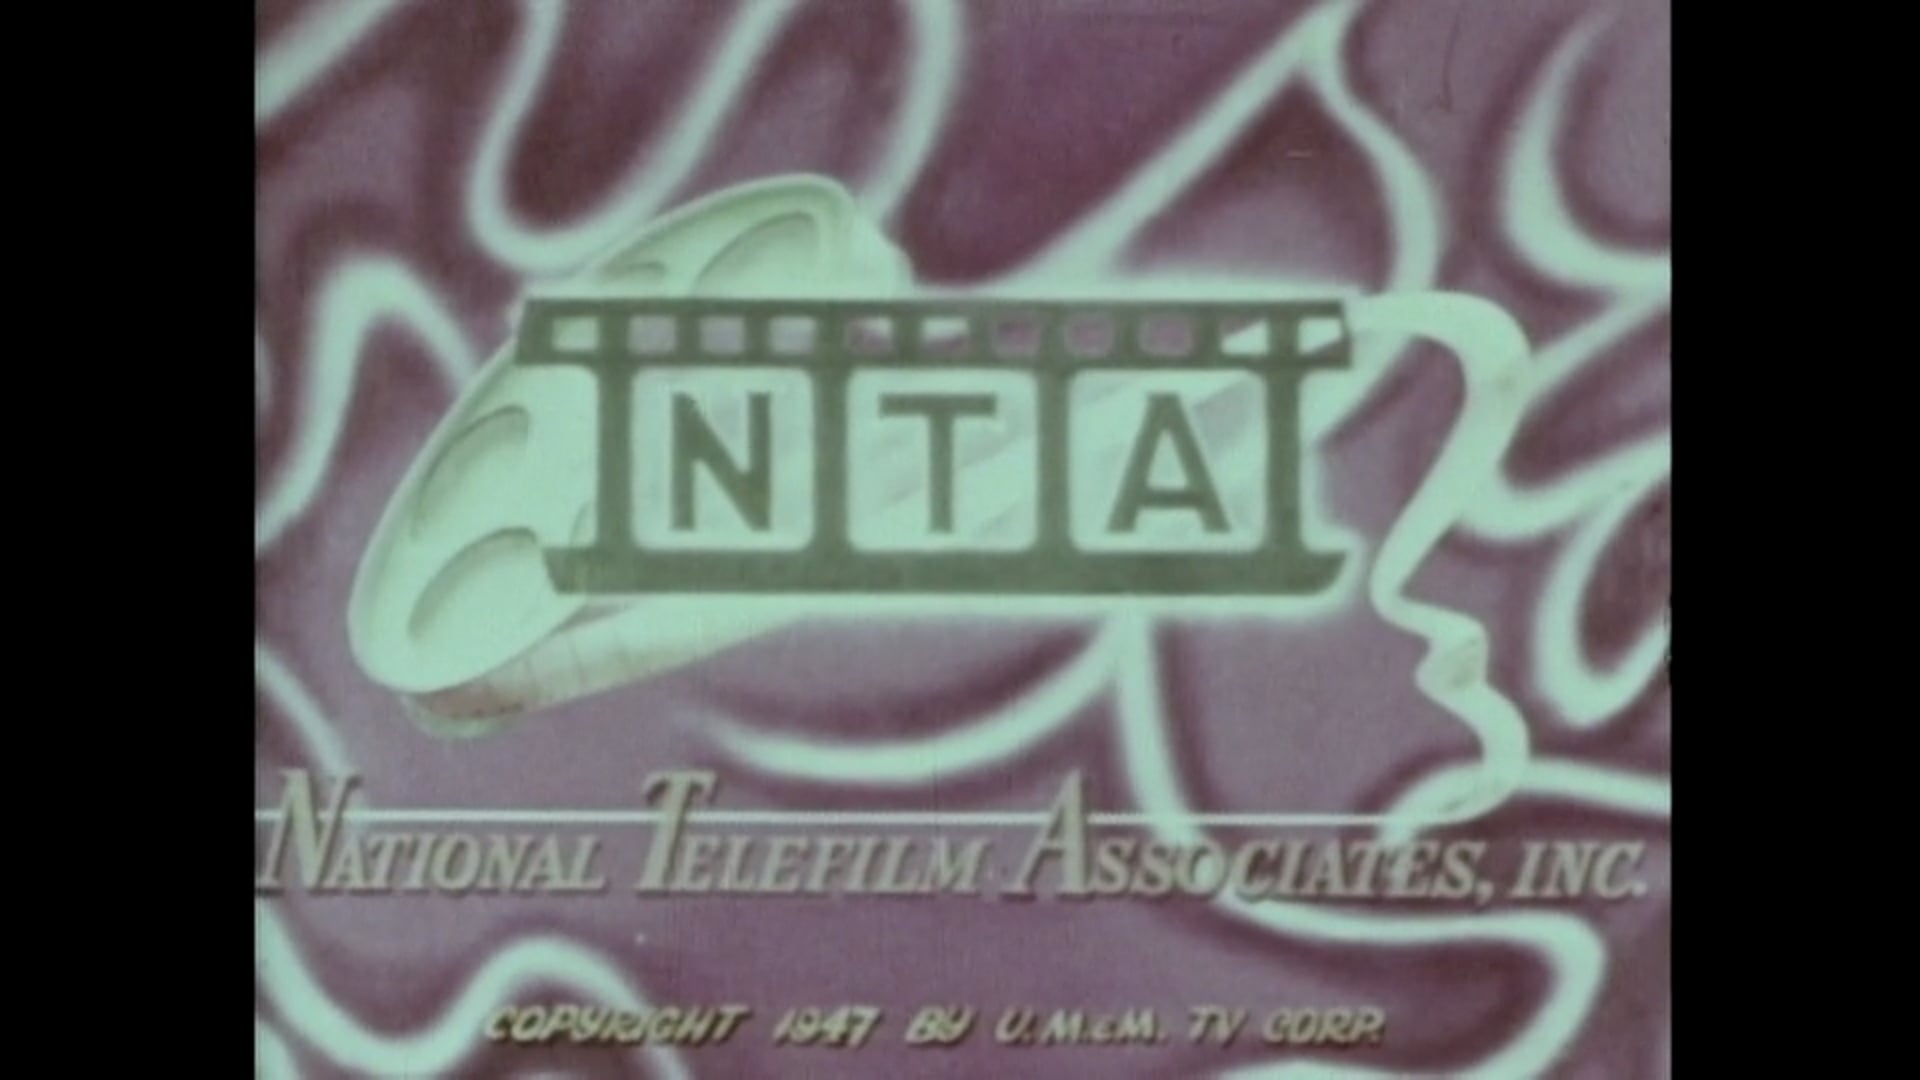 NTA
NATIONAL TELEFILM ASSOCIATES, INC.
COPYRIGHT 1947 BY U.M.&M. TV CORP.